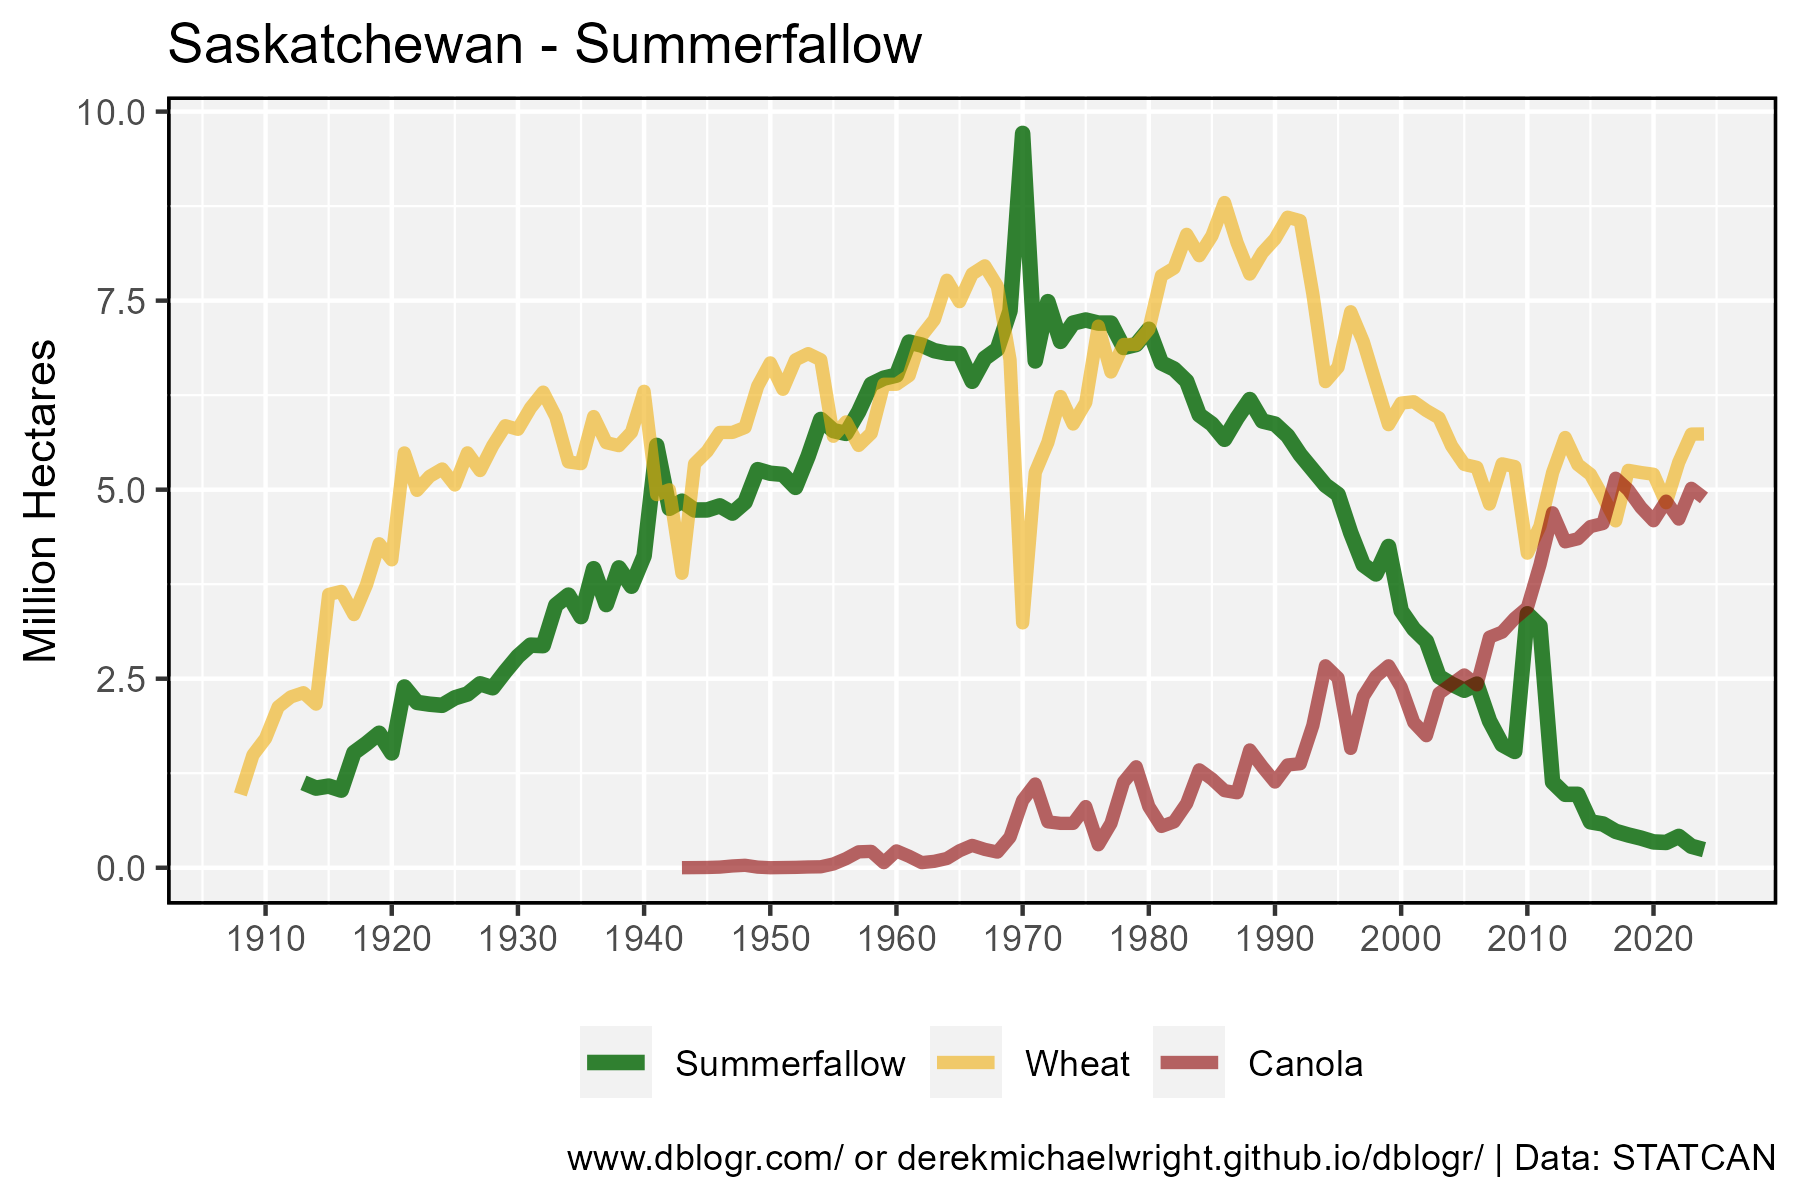 Saskatchewan - Summerfallow
Million Hectares
10.0
7.5
5.0
2.5
0.0
1910 1920 1930 1940 1950 1960 1970 1980 1990 2000 2010 2020
Summerfallow Wheat Canola
www.dblogr.com/ or derekmichaelwright.github.io/dblogr/ | Data: STATCAN